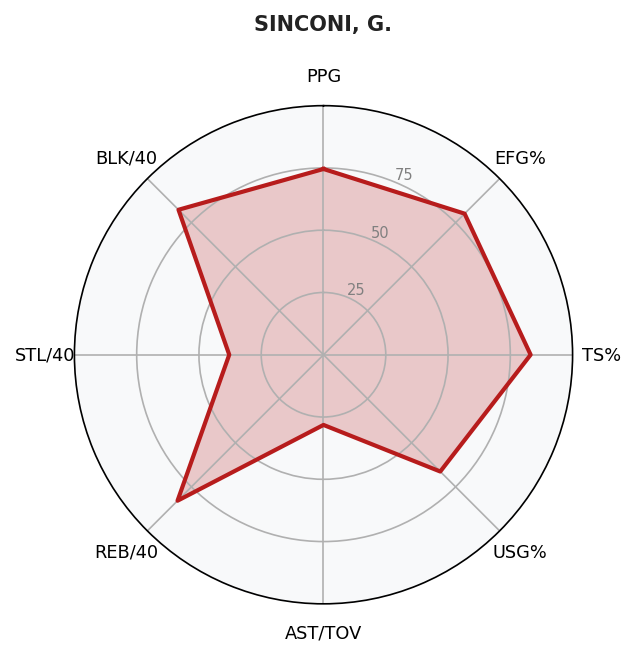 SINCONI, G.
PPG
BLK/40
EFG%
75
50
25
STL/40
TS%
REB/40
USG%
AST/TOV